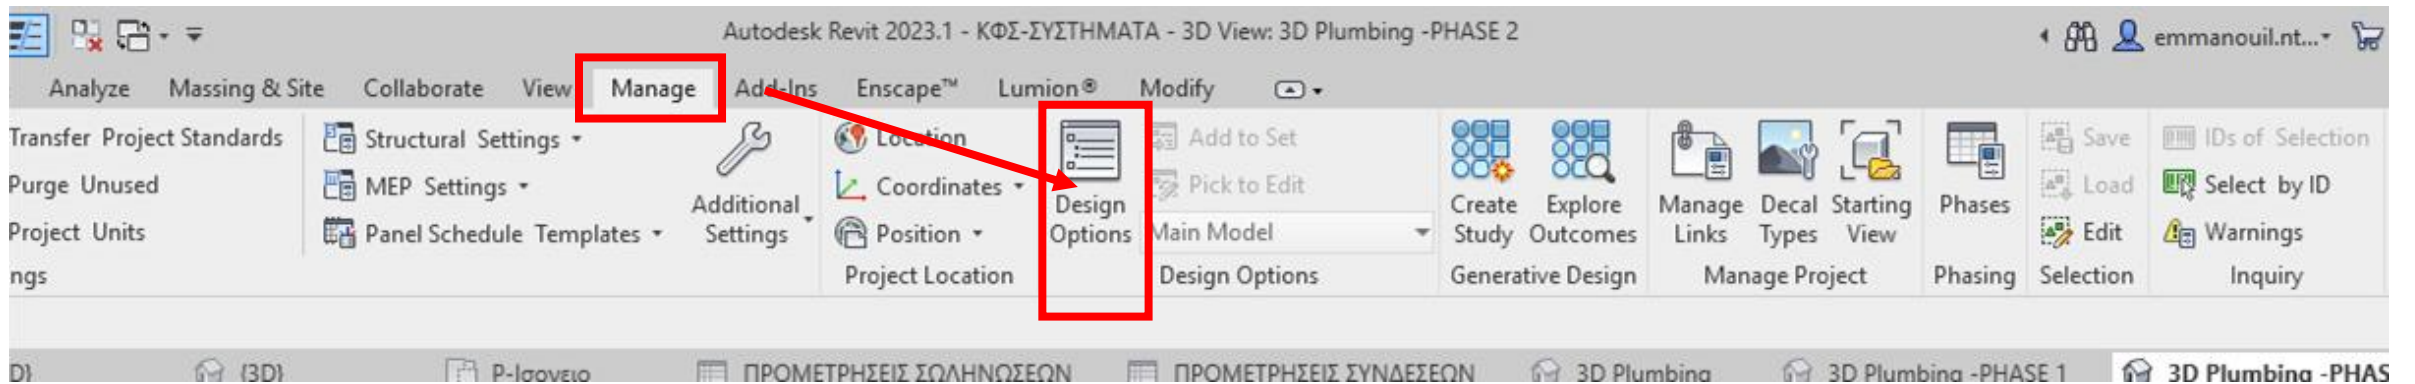 Autodesk Revit 2023.1 - ΚΦΣ-ΣΥΣΤΗΜΑΤΑ - 3D View: 3D Plumbing -PHASE 2
emmanouil.nt...
Analyze Massing & Site Collaborate View Manage Add-Ins Enscape™ Lumion® Modify
Transfer Project Standards Structural Settings Location Add to Set Save IDs of Selection
Purge Unused MEP Settings Coordinates Pick to Edit Load Select by ID
Additional Design Create Explore Manage Decal Starting Phases
Project Units Panel Schedule Templates Settings Position Options Main Model Study Outcomes Links Types View Edit Warnings
ngs Project Location Design Options Generative Design Manage Project Phasing Selection Inquiry
D} {3D} P-Ισογειο ΠΡΟΜΕΤΡΗΣΕΙΣ ΣΩΛΗΝΩΣΕΩΝ ΠΡΟΜΕΤΡΗΣΕΙΣ ΣΥΝΔΕΣΕΩΝ 3D Plumbing 3D Plumbing -PHASE 1 3D Plumbing -PHAS